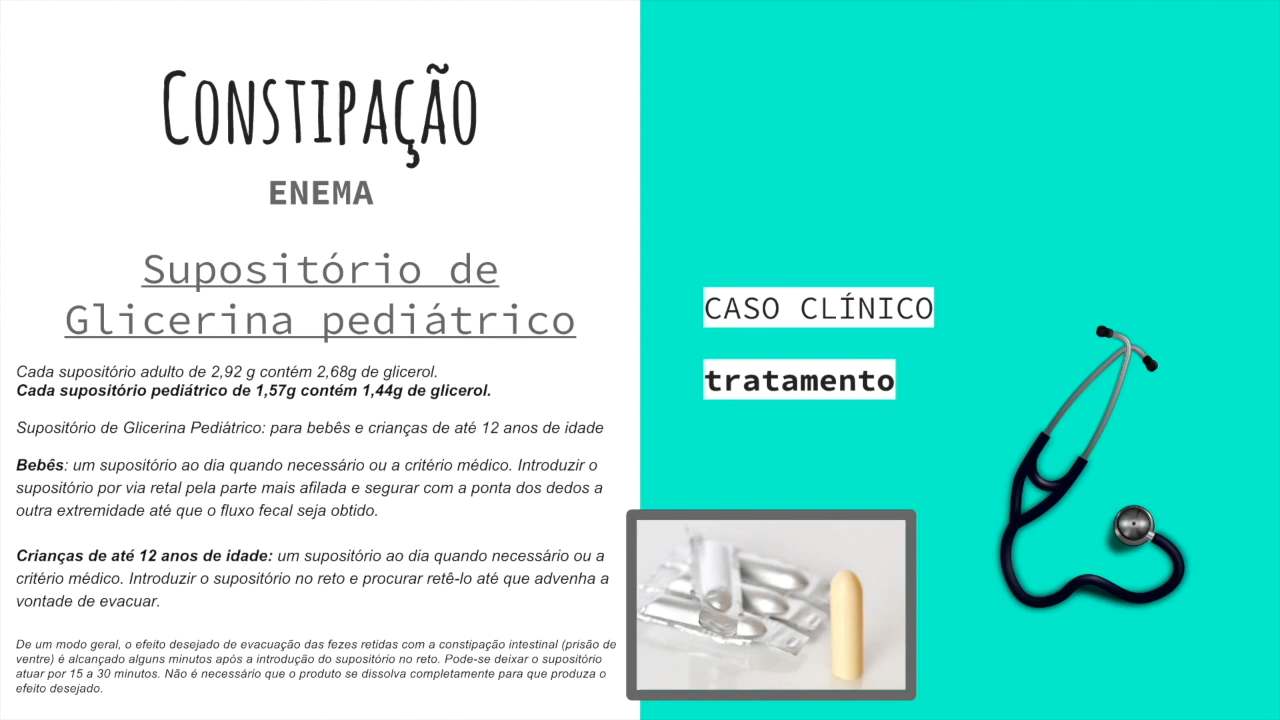 CONSTIPAÇÃO
ENEMA
Supositório de
Glicerina pediátrico
Cada supositório adulto de 2,92 g contém 2,68g de glicerol.
Cada supositório pediátrico de 1,57g contém 1,44g de glicerol.
Supositório de Glicerina Pediátrico: para bebês e crianças de até 12 anos de idade
Bebês: um supositório ao dia quando necessário ou a critério médico. Introduzir o
supositório por via retal pela parte mais afilada e segurar com a ponta dos dedos a
outra extremidade até que o fluxo fecal seja obtido.
Crianças de até 12 anos de idade: um supositório ao dia quando necessário ou a
critério médico. Introduzir o supositório no reto e procurar retê-lo até que advenha a
vontade de evacuar.
De um modo geral, o efeito desejado de evacuação das fezes retidas com a constipação intestinal (prisão de
ventre) é alcançado alguns minutos após a introdução do supositório no reto. Pode-se deixar o supositório
atuar por 15 a 30 minutos. Não é necessário que o produto se dissolva completamente para que produza o
efeito desejado.
CASO CLÍNICO
tratamento